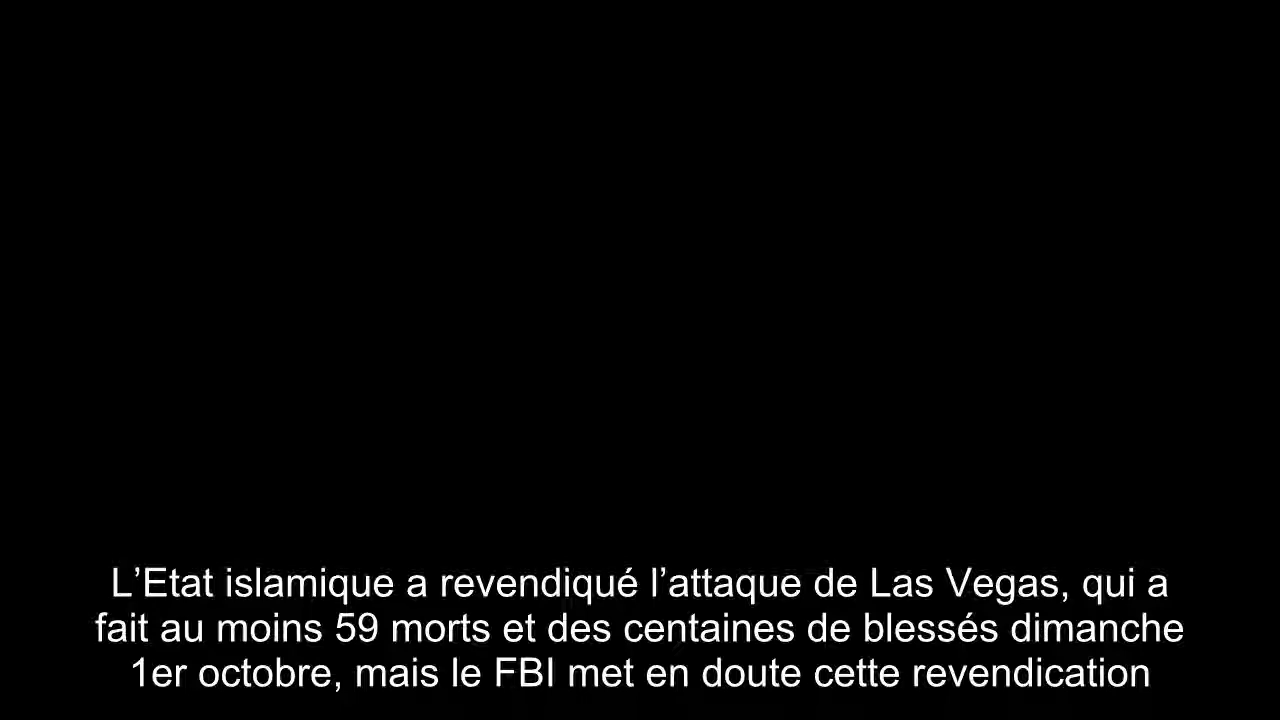 L’Etat islamique a revendiqué l’attaque de Las Vegas, qui a
fait au moins 59 morts et des centaines de blessés dimanche
1er octobre, mais le FBI met en doute cette revendication